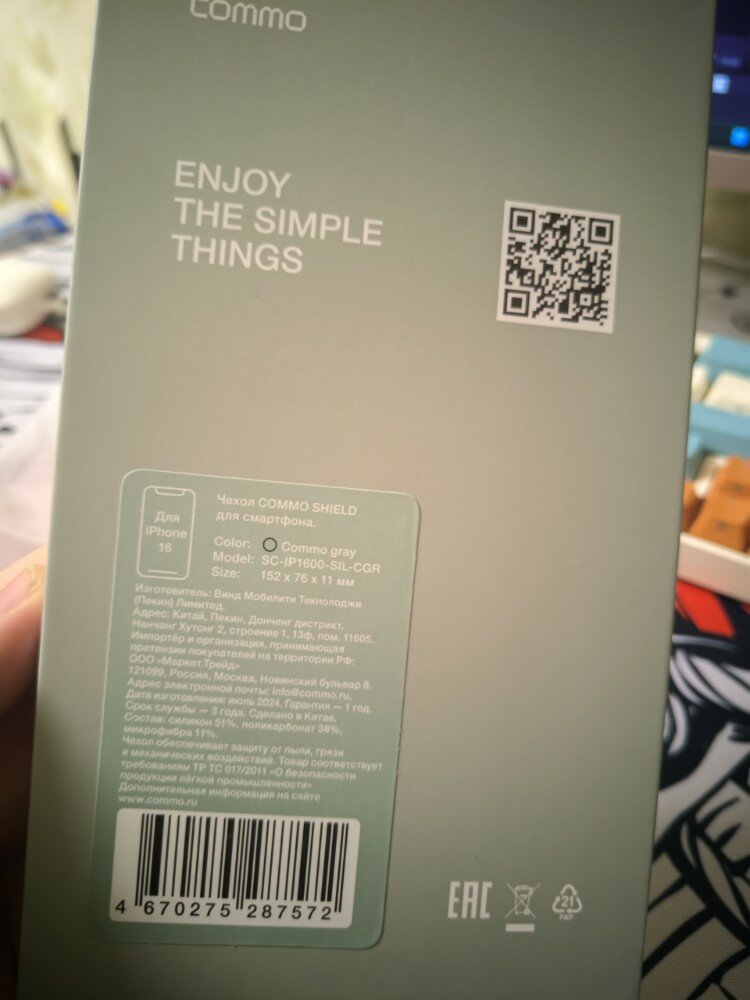 commo
ENJOY
THE SIMPLE
THINGS
Для
iPhone
16
Чехол COMMO SHIELD
для смартфона.
Color: Commo gray
Model: SC-IP1600-SIL-CGR
Size: 152 x 76 x 11 мм
Изготовитель: Винд Мобилити Текнолоджи
(Пекин) Лимитед.
Адрес: Китай, Пекин, Донченг дистрикт,
Нанчанг Хутонг 2, строение 1, 13ф, пом. 11605.
Импортёр и организация, принимающая
претензии покупателей на территории РФ:
ООО «Маркет.Трейд»
121099, Россия, Москва, Новинский бульвар 8.
Адрес электронной почты: info@commo.ru.
Дата изготовления: июль 2024. Гарантия — 1 год.
Срок службы — 3 года. Сделано в Китае.
Состав: силикон 51%, поликарбонат 38%,
микрофибра 11%.
Чехол обеспечивает защиту от пыли, грязи
и механических воздействий. Товар соответствует
требованиям ТР ТС 017/2011 «О безопасности
продукции лёгкой промышленности»
Дополнительная информация на сайте
www.commo.ru
4 670275 287572
EAC
21
PAP